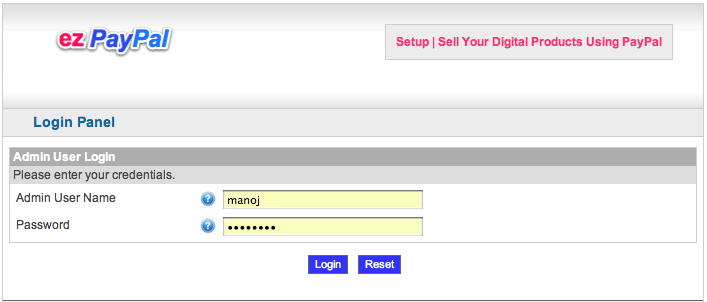 ez PayPal
Setup | Sell Your Digital Products Using PayPal
Login Panel
Admin User Login
Please enter your credentials.
Admin User Name ? manoj
Password ? ••••••••
Login Reset